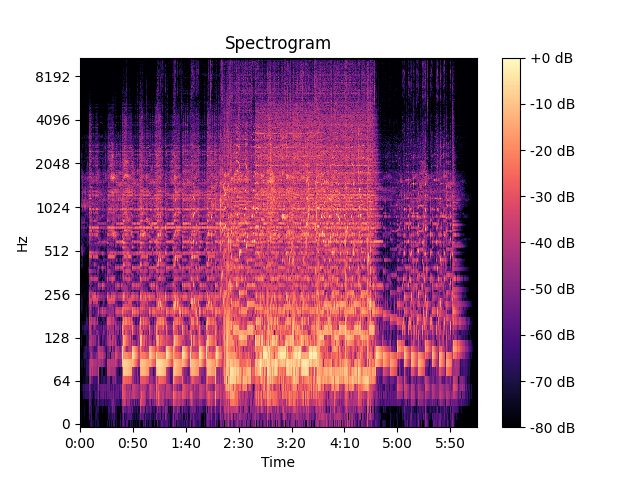 Spectrogram
Hz
8192
4096
2048
1024
512
256
128
64
0
0:00 0:50 1:40 2:30 3:20 4:10 5:00 5:50
Time
+0 dB
-10 dB
-20 dB
-30 dB
-40 dB
-50 dB
-60 dB
-70 dB
-80 dB